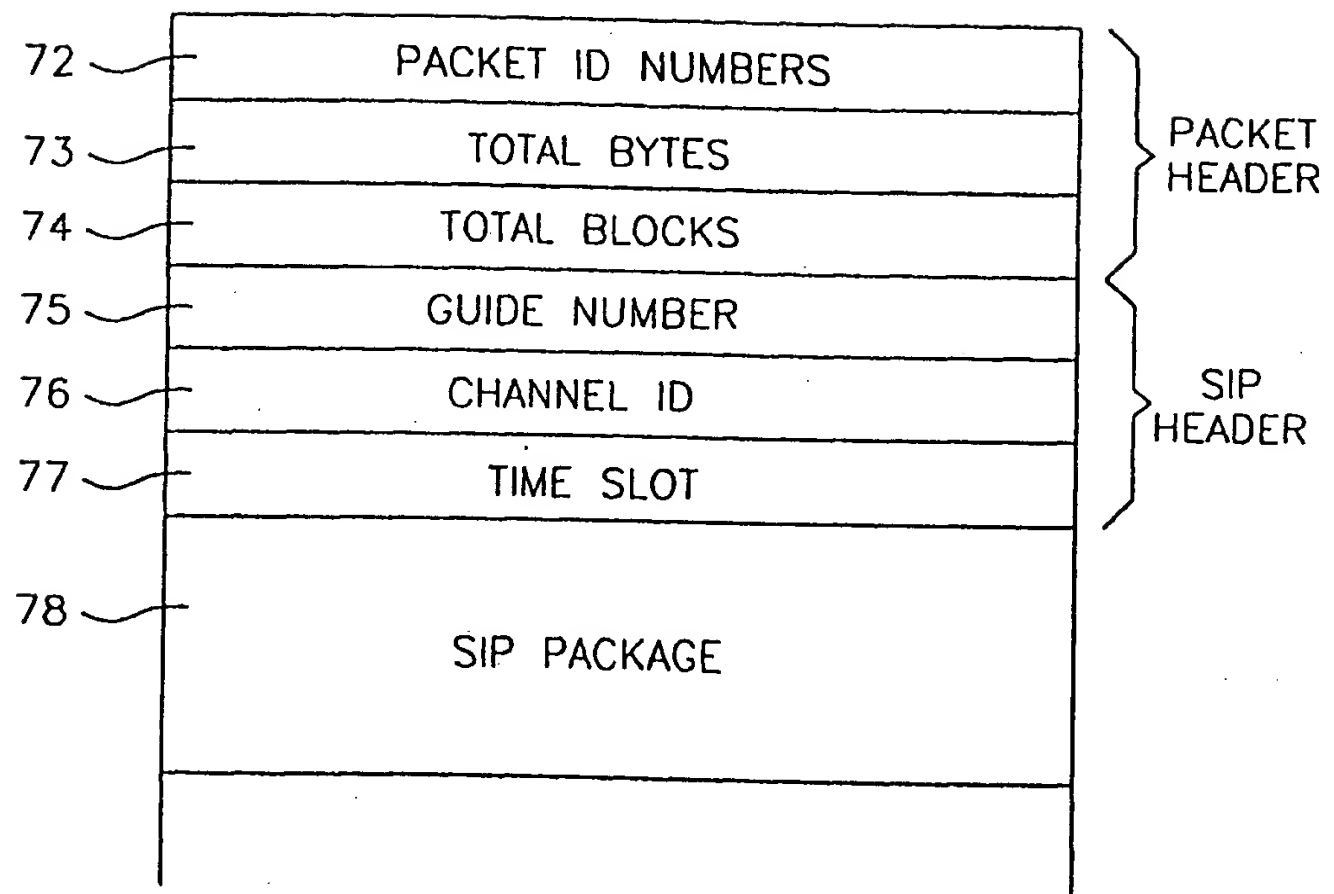 72 PACKET ID NUMBERS
73 TOTAL BYTES
PACKET
HEADER
74 TOTAL BLOCKS
75 GUIDE NUMBER
76 CHANNEL ID
SIP
HEADER
77 TIME SLOT
78 SIP PACKAGE